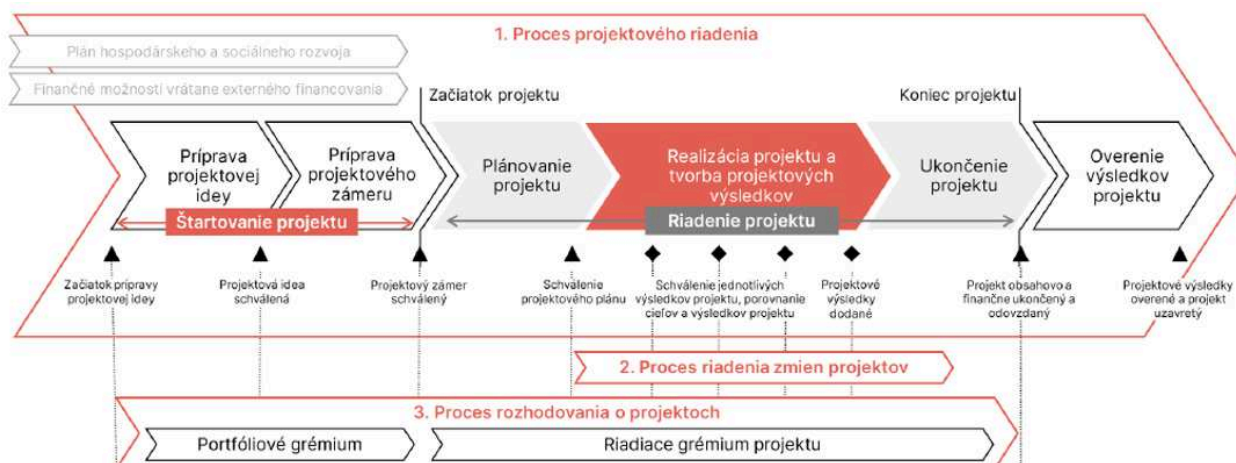 1. Proces projektového riadenia
Plán hospodárskeho a sociálneho rozvoja
Finančné možnosti vrátane externého financovania
Začiatok projektu
Koniec projektu
Príprava
projektovej
idey
Príprava
projektového
zámeru
Plánovanie
projektu
Realizácia projektu a
tvorba projektových
výsledkov
Ukončenie
projektu
Overenie
výsledkov
projektu
Štartovanie projektu
Riadenie projektu
Začiatok prípravy
projektovej idey
Projektová idea
schválená
Projektový zámer
schválený
Schválenie
projektového plánu
Schválenie jednotlivých
výsledkov projektu, porovnanie
cieľov a výsledkov projektu
Projektové
výsledky
dodané
Projekt obsahovo a
finančne ukončený a
odovzdaný
Projektové výsledky
overené a projekt
uzavretý
2. Proces riadenia zmien projektov
3. Proces rozhodovania o projektoch
Portfóliové grémium
Riadiace grémium projektu